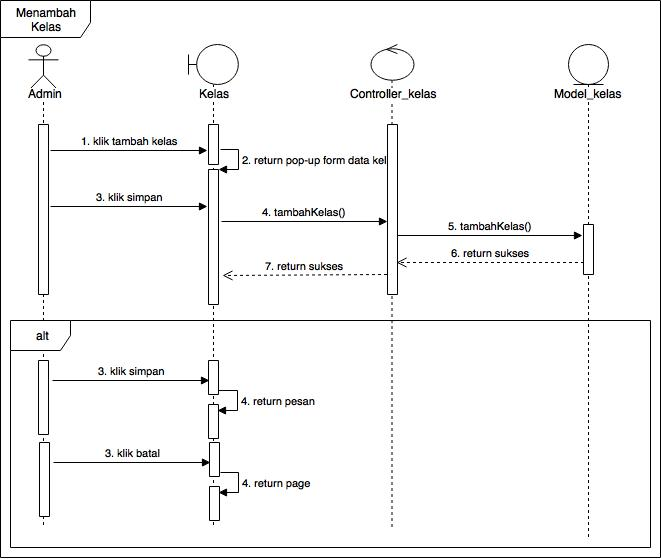 Menambah
Kelas
Admin
Kelas
Controller_kelas
Model_kelas
1. klik tambah kelas
2. return pop-up form data kel
3. klik simpan
4. tambahKelas()
5. tambahKelas()
6. return sukses
7. return sukses
alt
3. klik simpan
4. return pesan
3. klik batal
4. return page